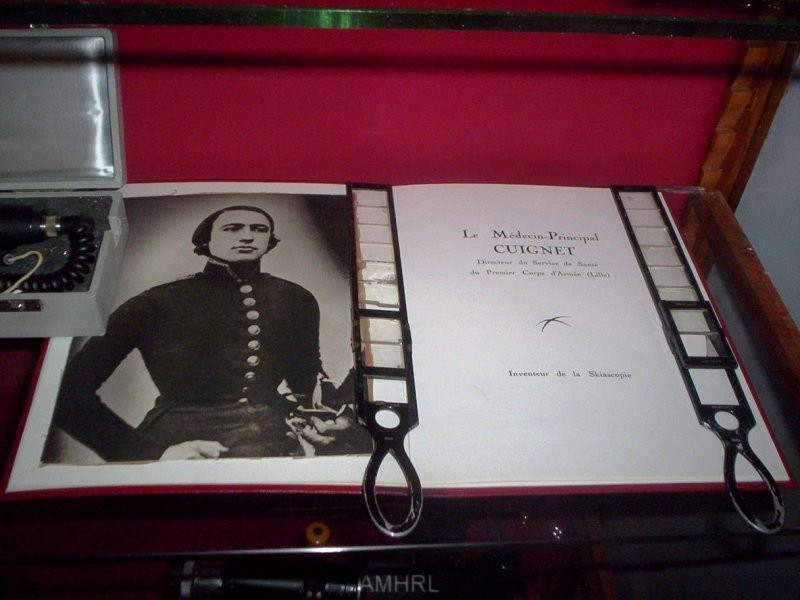 Le Médecin-Principal
CUIGNET
Directeur du Service de Santé
du Premier Corps d'Armée (Lille)
Inventeur de la Skiascopie
AMHRL